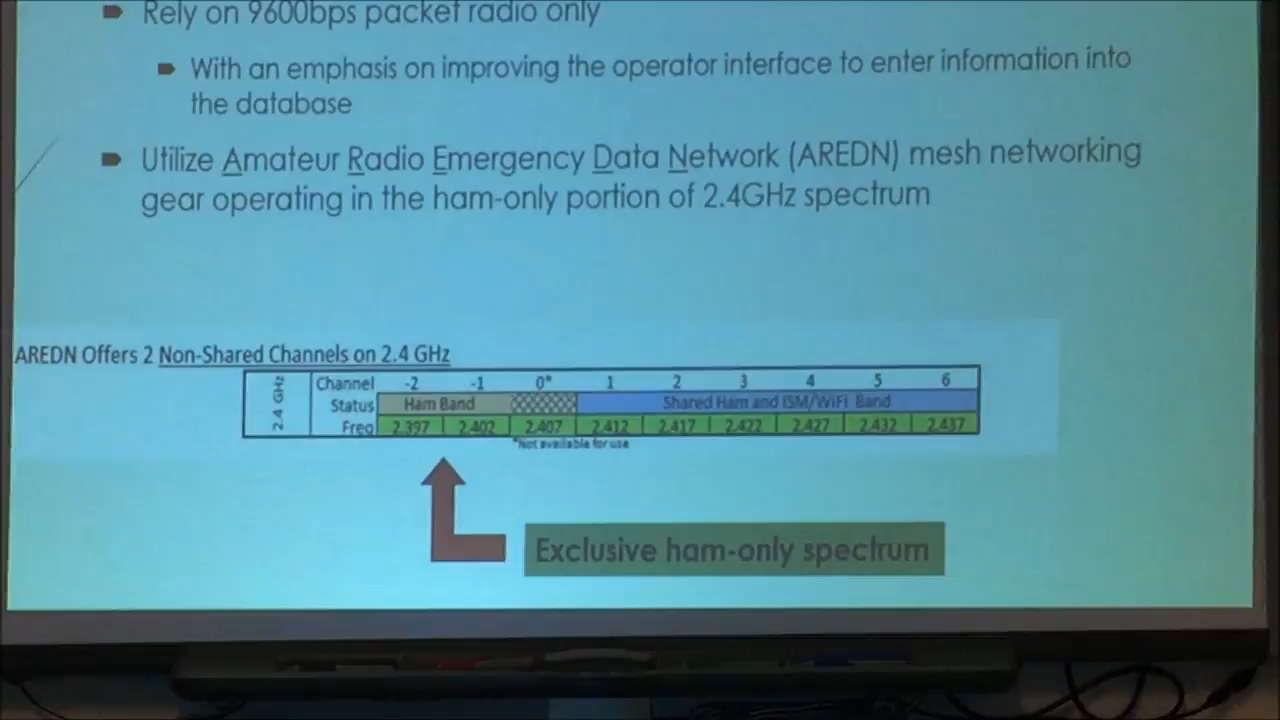 Rely on 9600bps packet radio only
With an emphasis on improving the operator interface to enter information into
the database
Utilize Amateur Radio Emergency Data Network (AREDN) mesh networking
gear operating in the ham-only portion of 2.4GHz spectrum
AREDN Offers 2 Non-Shared Channels on 2.4 GHz
2.4 GHz
Channel -2 -1 0* 1 2 3 4 5 6
Status Ham Band Shared Ham and ISM/WiFi Band
Freq 2.397 2.402 2.407 2.412 2.417 2.422 2.427 2.432 2.437
*Not available for use
Exclusive ham-only spectrum